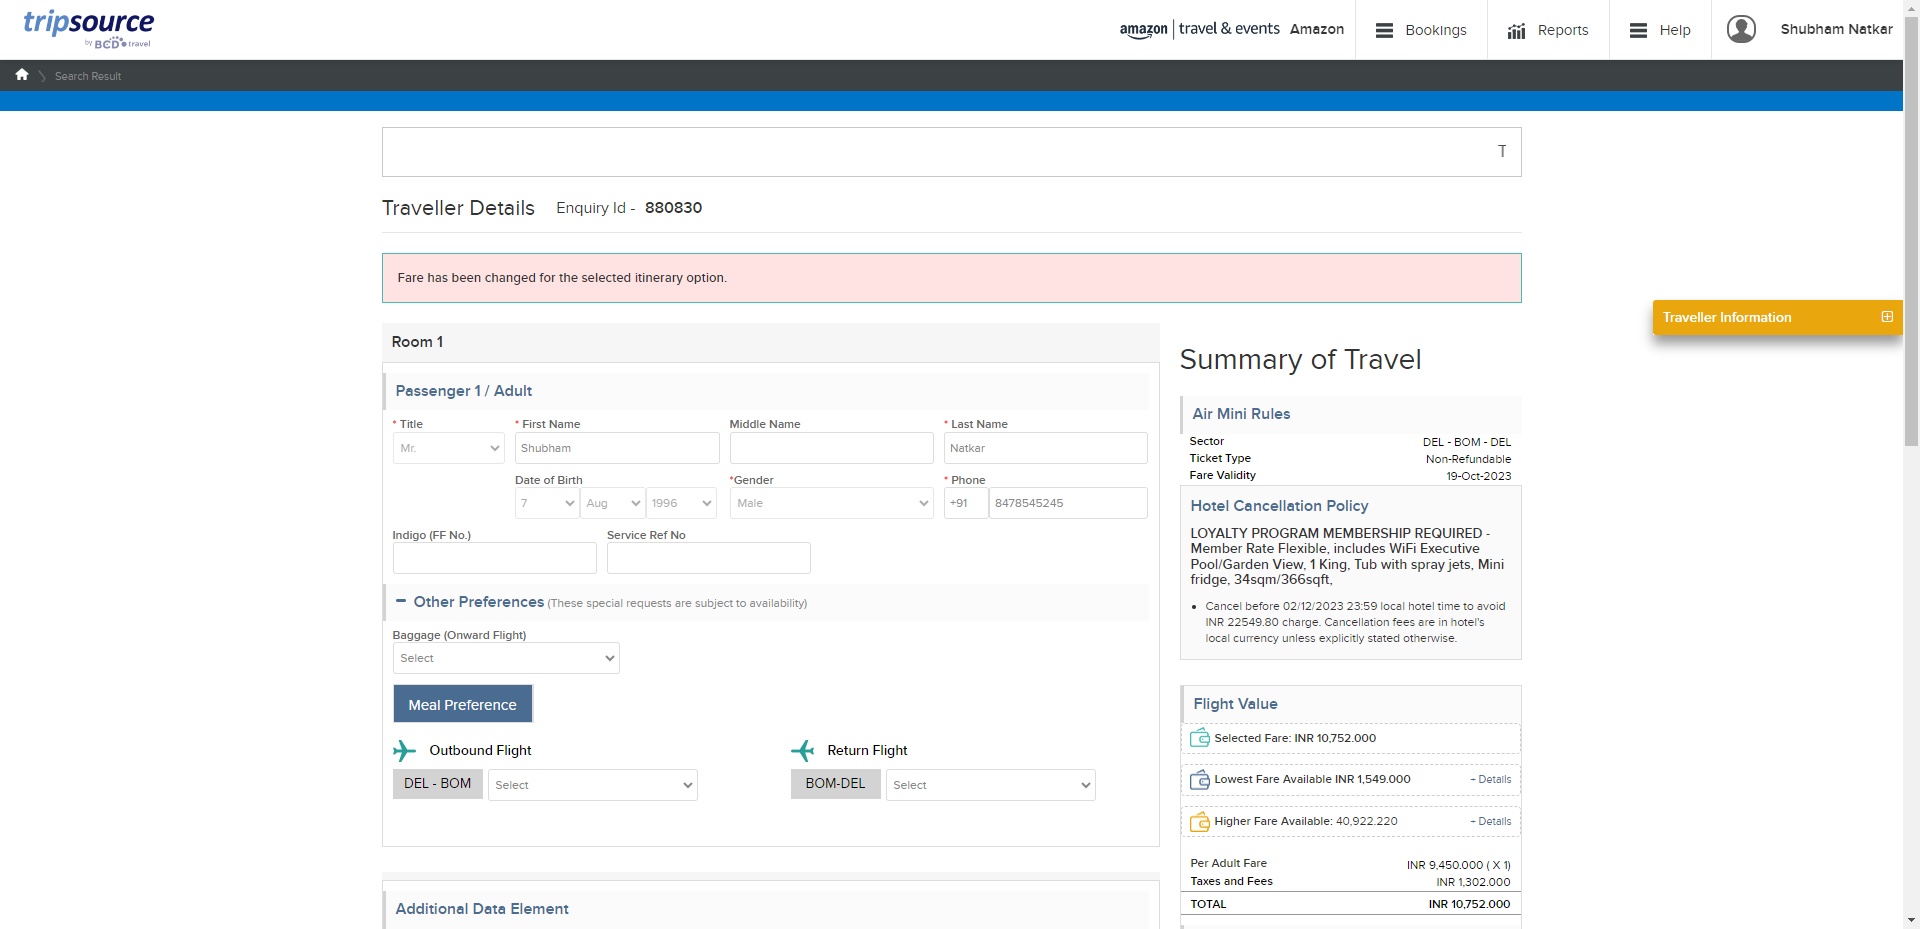 tripsource
by BCD travel
amazon | travel & events Amazon
Bookings
Reports
Help
Shubham Natkar
Search Result
T
Traveller Details Enquiry Id - 880830
Fare has been changed for the selected itinerary option.
Traveller Information
Room 1
Passenger 1 / Adult
* Title * First Name Middle Name * Last Name
Mr. Shubham Natkar
Date of Birth *Gender * Phone
7 Aug 1996 Male +91 8478545245
Indigo (FF No.) Service Ref No
Other Preferences (These special requests are subject to availability)
Baggage (Onward Flight)
Select
Meal Preference
Outbound Flight Return Flight
DEL - BOM Select BOM-DEL Select
Additional Data Element
Summary of Travel
Air Mini Rules
Sector DEL - BOM - DEL
Ticket Type Non-Refundable
Fare Validity 19-Oct-2023
Hotel Cancellation Policy
LOYALTY PROGRAM MEMBERSHIP REQUIRED -
Member Rate Flexible, includes WiFi Executive
Pool/Garden View, 1 King, Tub with spray jets, Mini
fridge, 34sqm/366sqft,
• Cancel before 02/12/2023 23:59 local hotel time to avoid
INR 22549.80 charge. Cancellation fees are in hotel's
local currency unless explicitly stated otherwise.
Flight Value
Selected Fare: INR 10,752.000
Lowest Fare Available INR 1,549.000 + Details
Higher Fare Available: 40,922.220 + Details
Per Adult Fare INR 9,450.000 ( X 1)
Taxes and Fees INR 1,302.000
TOTAL INR 10,752.000